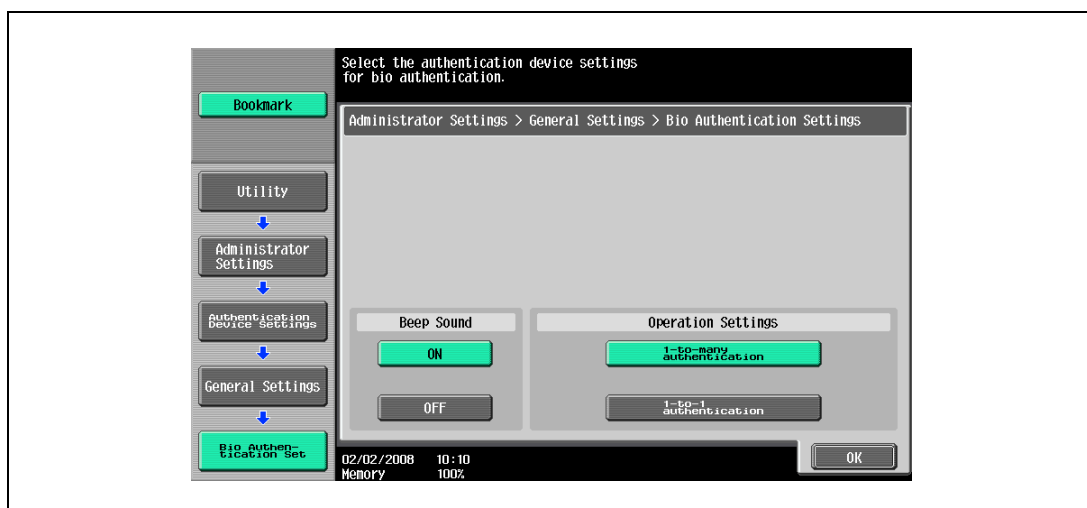 Select the authentication device settings
for bio authentication.
Bookmark
Administrator Settings > General Settings > Bio Authentication Settings
Utility
Administrator
Settings
Authentication
Device Settings
General Settings
Bio Authen-
tication Set
Beep Sound
ON
OFF
Operation Settings
1-to-many
authentication
1-to-1
authentication
02/02/2008 10:10
Memory 100%
OK